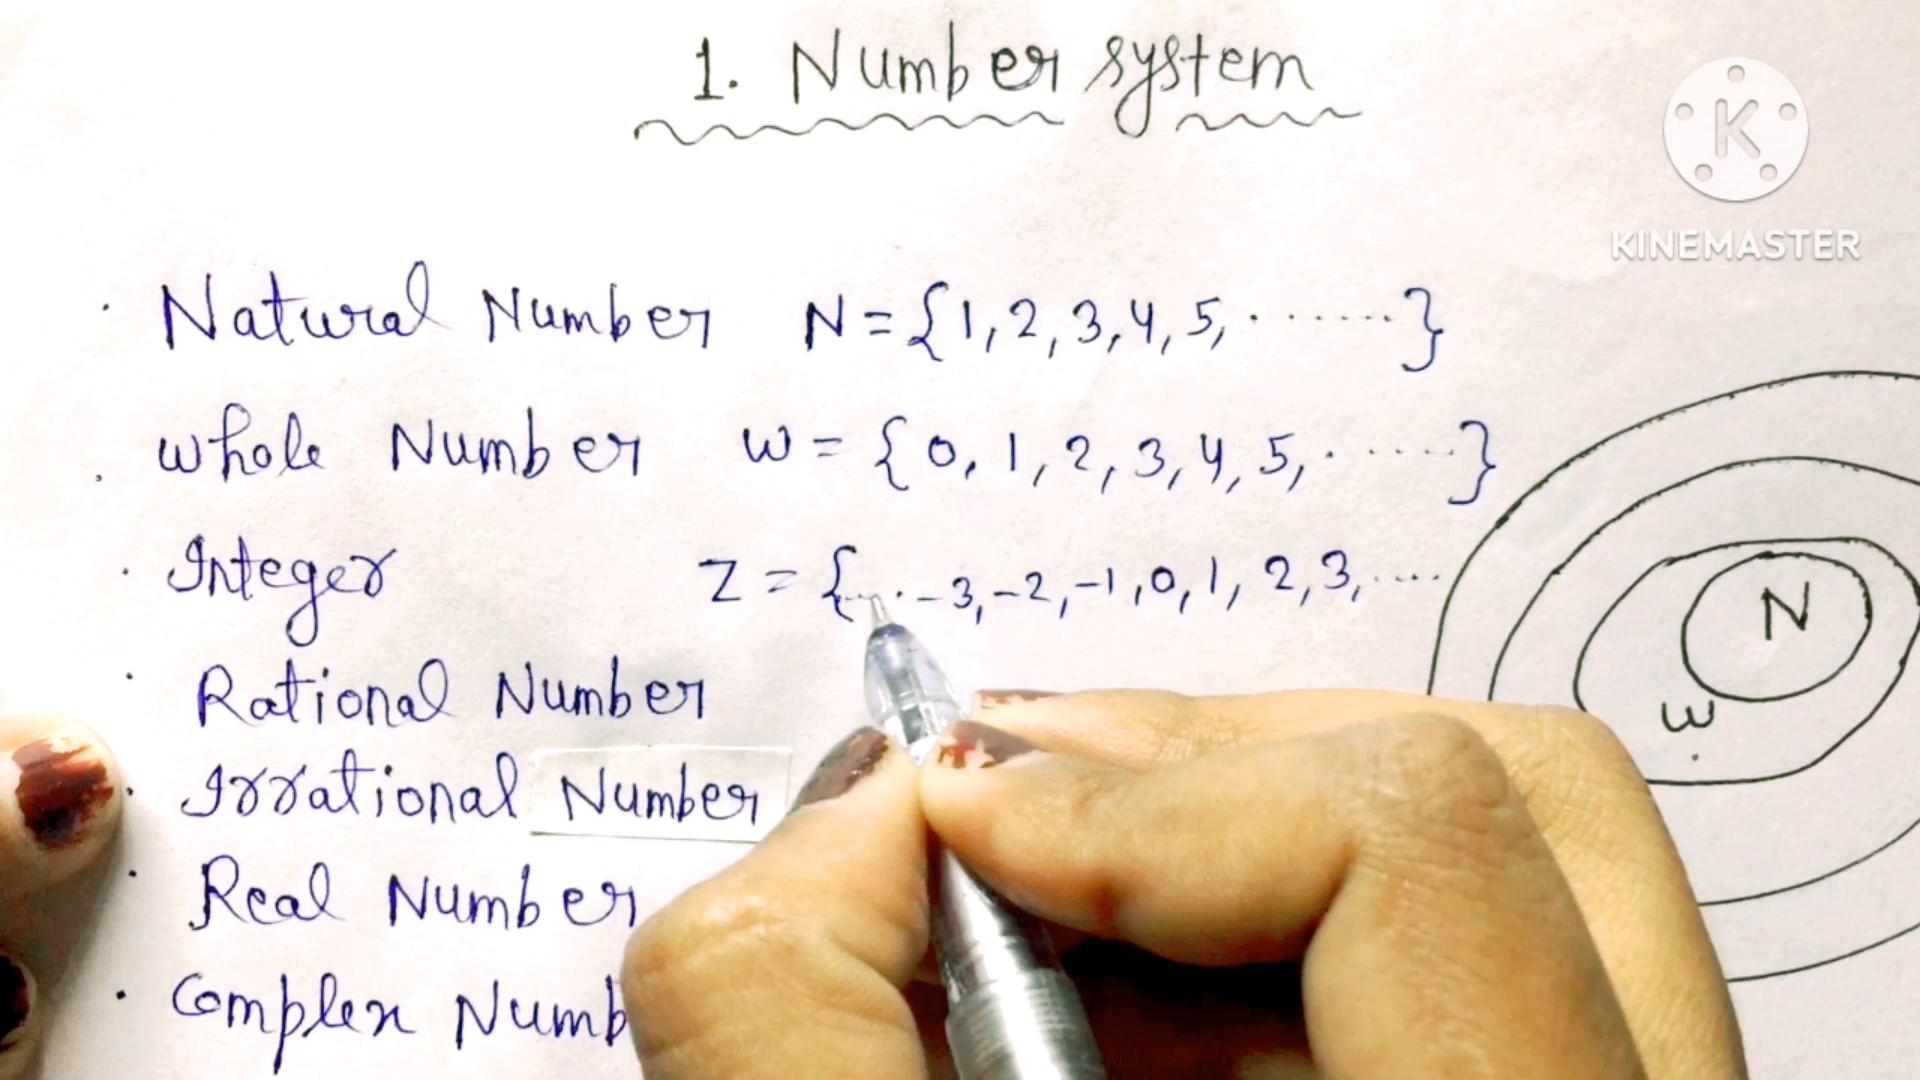 1. Number system
K
KINEMASTER
Natural Number N = {1, 2, 3, 4, 5, ........}
whole Number W = {0, 1, 2, 3, 4, 5, ......}
Integer Z = {.... -3, -2, -1, 0, 1, 2, 3, ....
N
W
Rational Number
Irrational Number
Real Number
Complex Numb